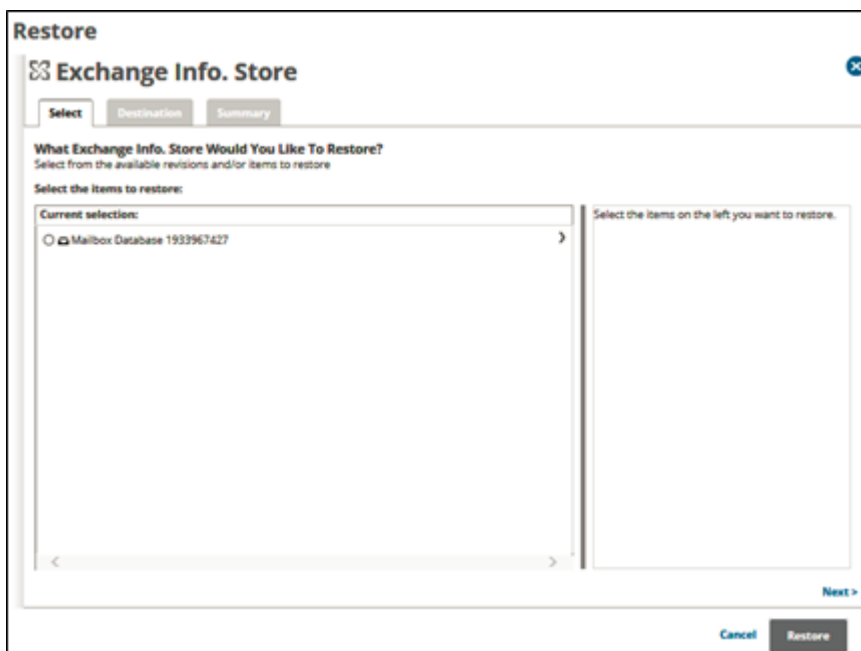 Restore
Exchange Info. Store
Select Destination Summary
What Exchange Info. Store Would You Like To Restore?
Select from the available revisions and/or items to restore
Select the items to restore:
Current selection:
Mailbox Database 1933967427
Select the items on the left you want to restore.
Next >
Cancel Restore